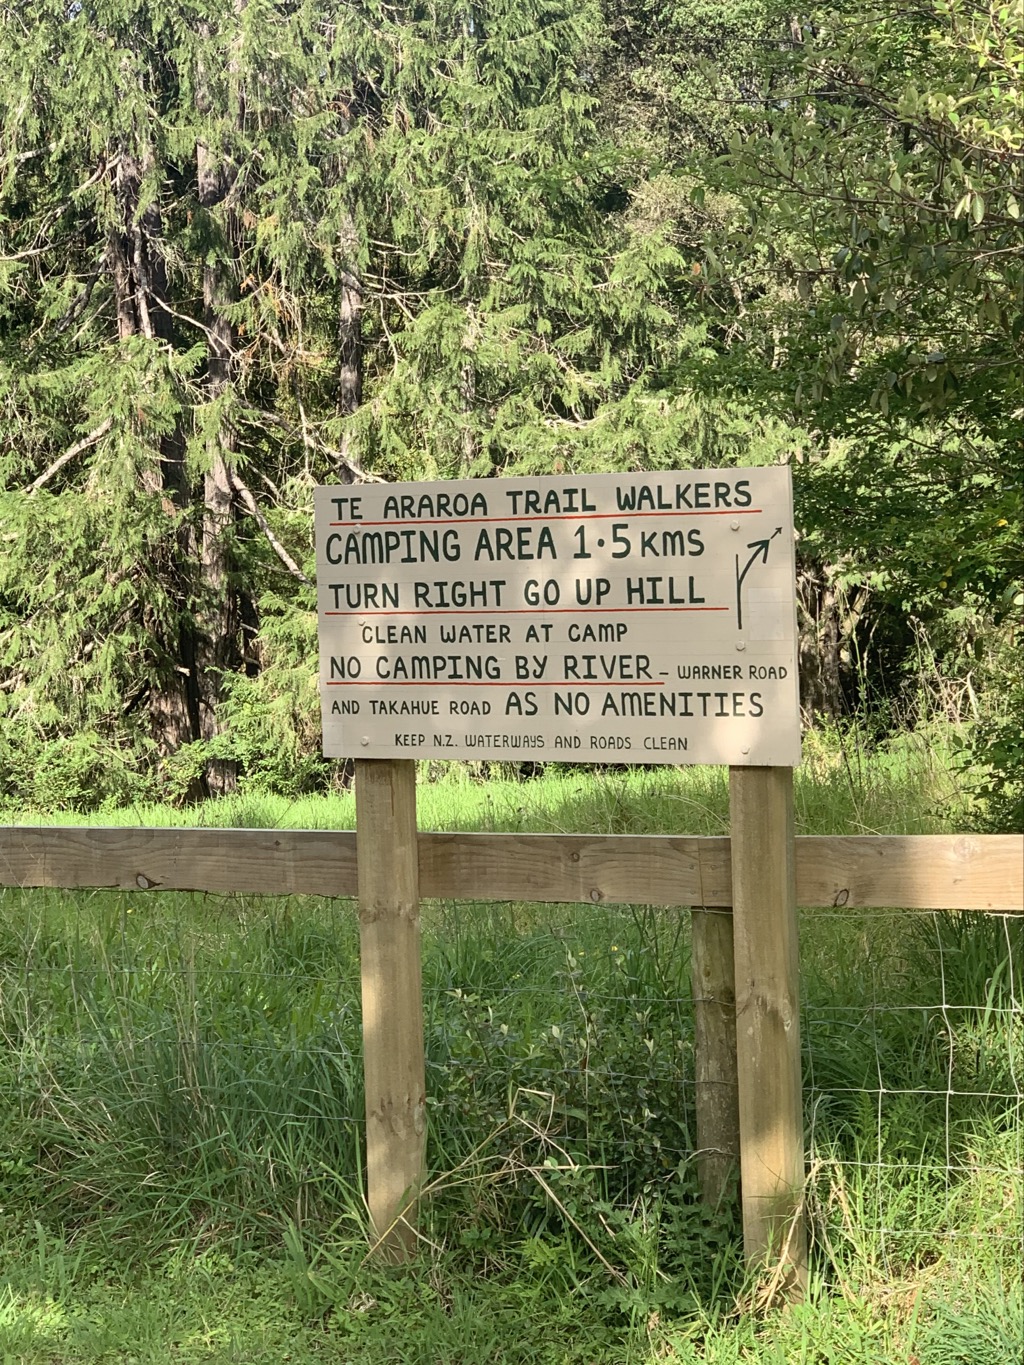 TE ARAROA TRAIL WALKERS
CAMPING AREA 1·5 KMS
TURN RIGHT GO UP HILL
CLEAN WATER AT CAMP
NO CAMPING BY RIVER - WARNER ROAD
AND TAKAHUE ROAD AS NO AMENITIES
KEEP N.Z. WATERWAYS AND ROADS CLEAN